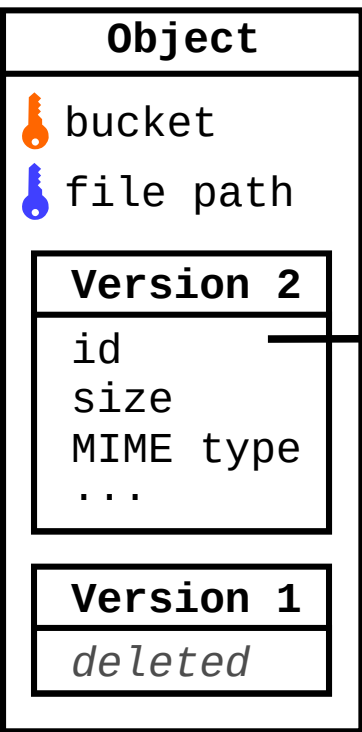 Object
bucket
file path
Version 2
id
size
MIME type
...
Version 1
deleted